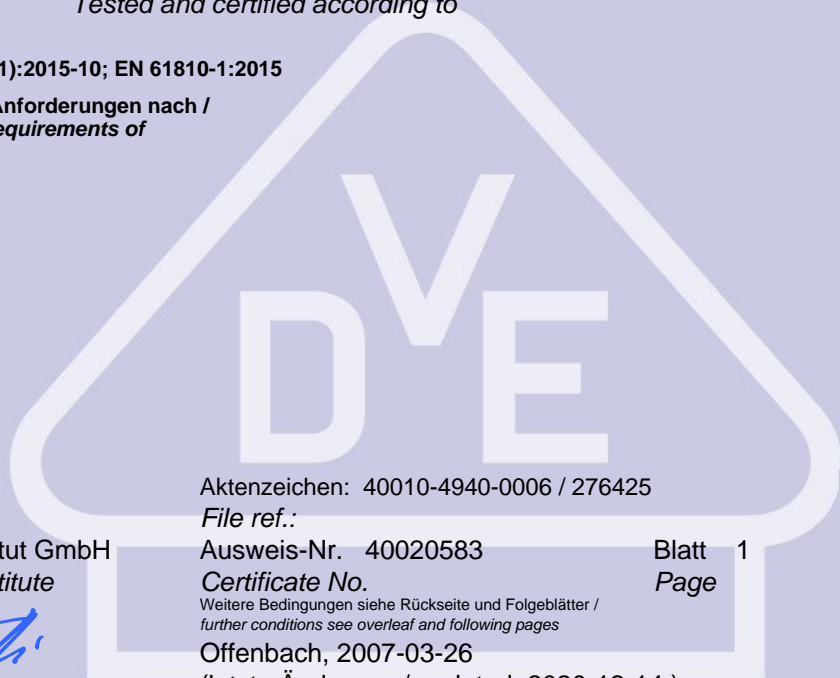 Tested and certified according to
1):2015-10; EN 61810-1:2015
Anforderungen nach /
equirements of
VDE
Aktenzeichen: 40010-4940-0006 / 276425
File ref.:
tut GmbH
Ausweis-Nr. 40020583 Blatt 1
titute
Certificate No. Page
Weitere Bedingungen siehe Rückseite und Folgeblätter /
further conditions see overleaf and following pages
Offenbach, 2007-03-26